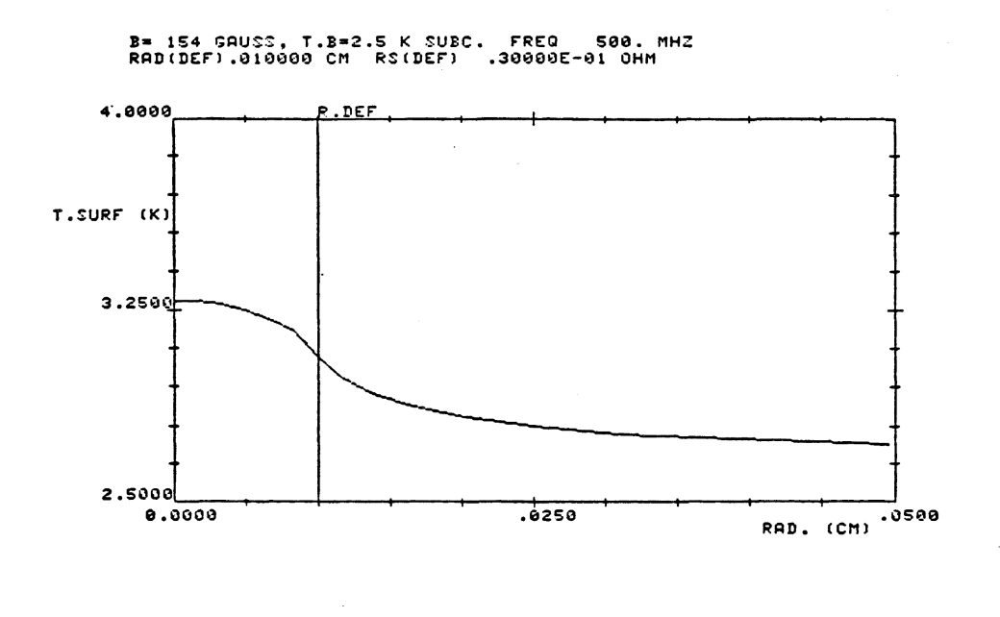 B= 154 GAUSS, T.B=2.5 K SUBC. FREQ 500. MHZ
RAD(DEF).010000 CM RS(DEF) .30000E-01 OHM
4.0000
R.DEF
T.SURF (K)
3.2500
2.5000
0.0000
.0250
.0500
RAD. (CM)